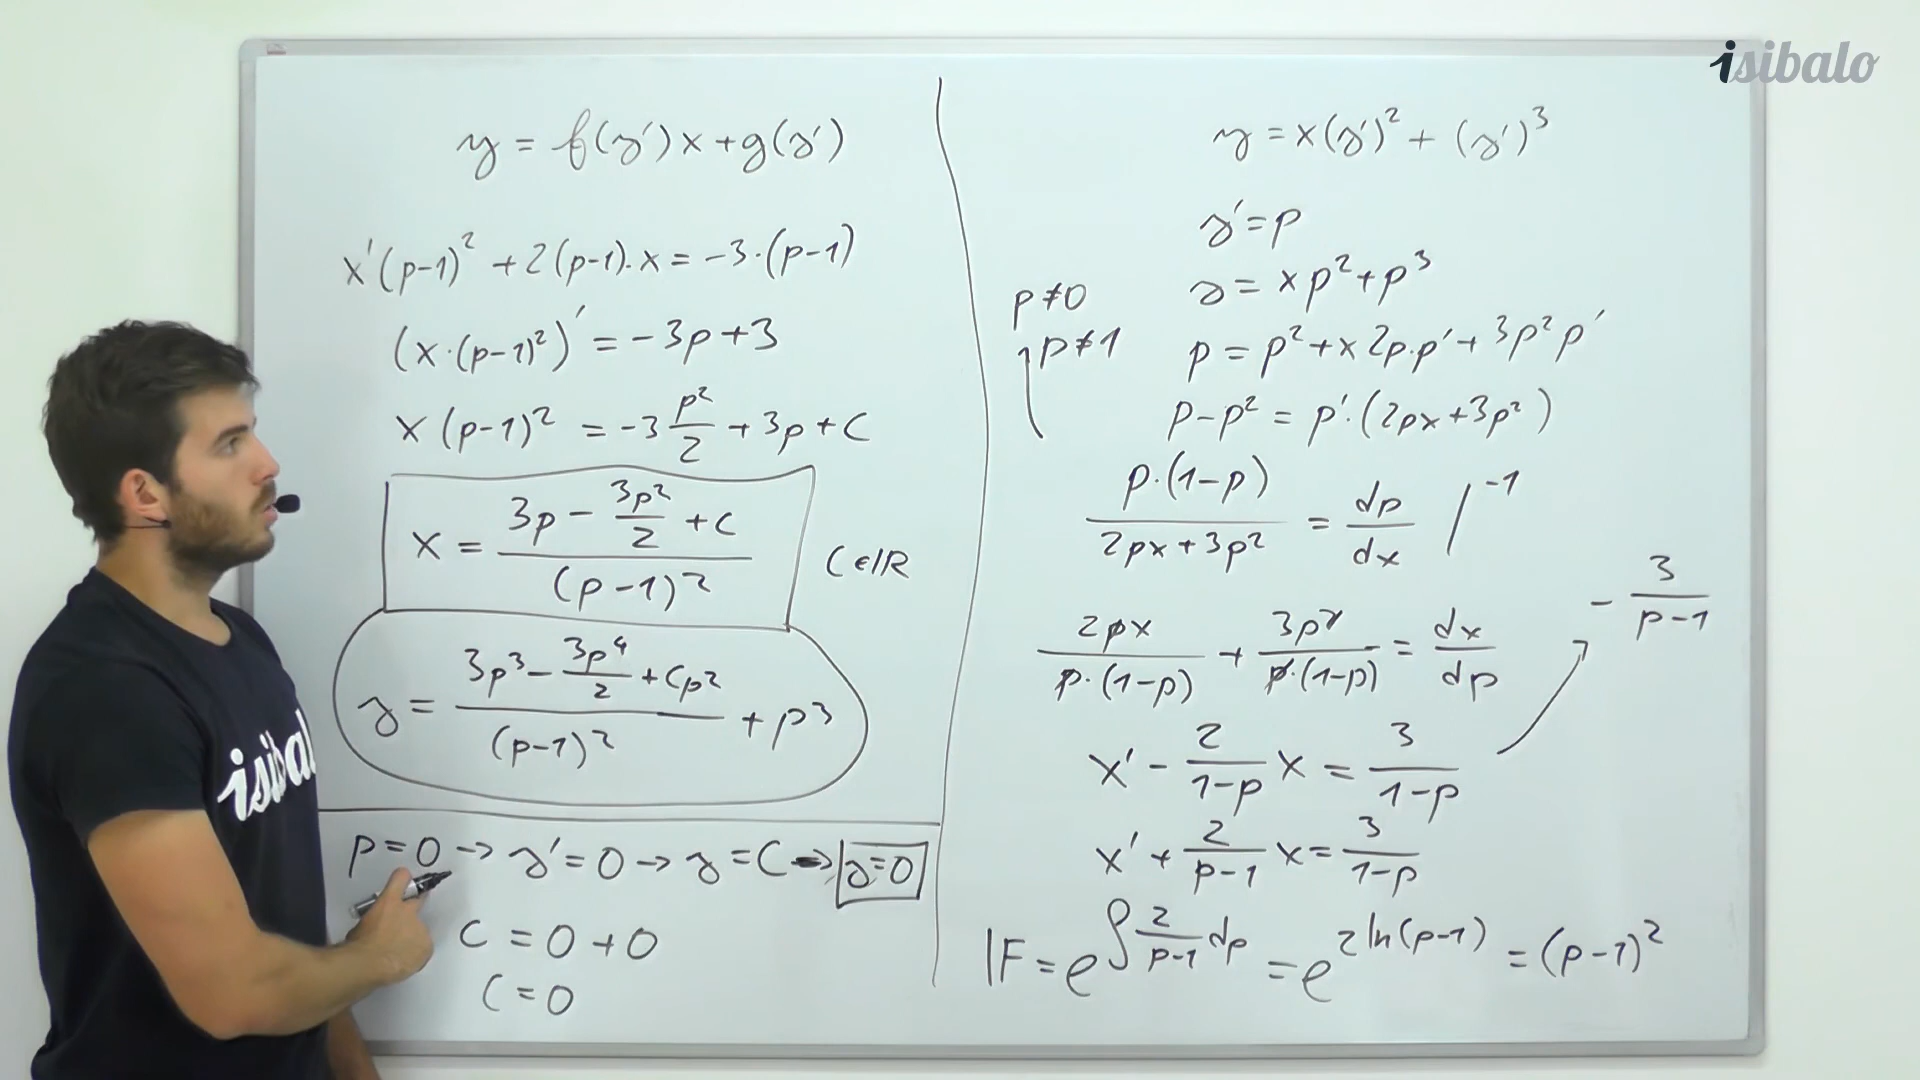 isibalo
y = f(y')x+g(y')
x'(p-1)² + 2(p-1)·x = -3·(p-1)
(x·(p-1)²)' = -3p+3
x(p-1)² = -3 p²/2 + 3p + C
x = (3p - 3p²/2 + C)/(p-1)²
C∈ℝ
y = (3p³ - 3p⁴/2 + Cp²)/(p-1)² + p³
p=0 → y'=0 → y=C → y=0
C = 0+0
C=0
y = x(y')² + (y')³
y'=p
y = xp²+p³
p≠0
p≠1
p = p²+x2p·p'+3p²p'
p-p² = p'·(2px+3p²)
p·(1-p)/(2px+3p²) = dp/dx /⁻¹
2px/(p·(1-p)) + 3p²/(p·(1-p)) = dx/dp
- 3/(p-1)
x' - 2/(1-p) x = 3/(1-p)
x' + 2/(p-1) x = 3/(1-p)
IF = e^∫ 2/(p-1) dp = e^2ln(p-1) = (p-1)²
isibal